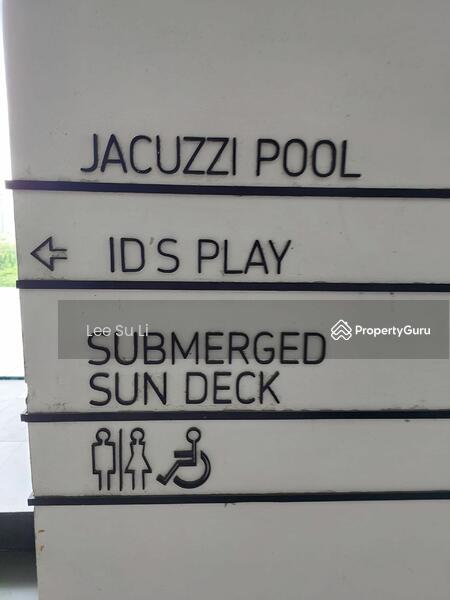 JACUZZI POOL
ID'S PLAY
Lee Su Li
PropertyGuru
SUBMERGED
SUN DECK